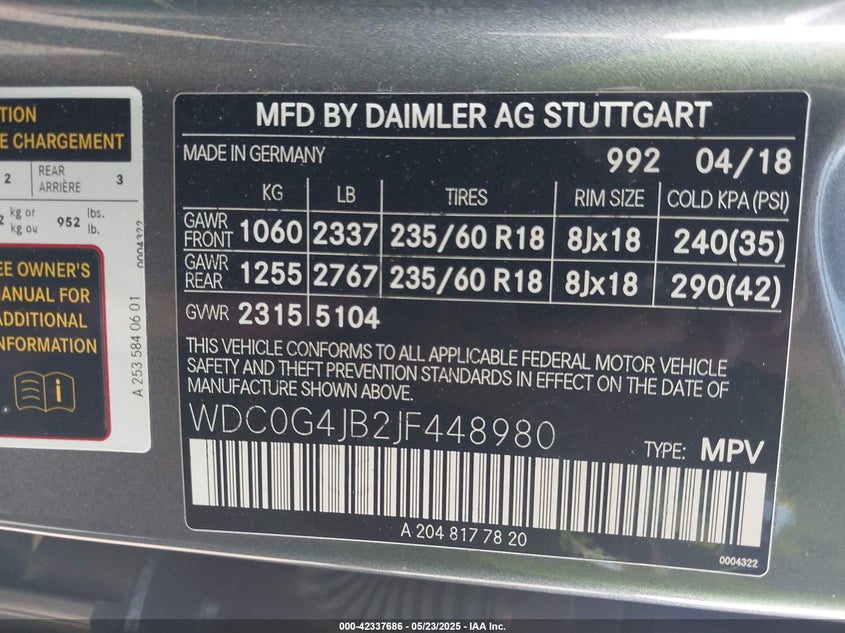 TION
E CHARGEMENT
2 REAR ARRIÈRE 3
kg or kg ou 952 lbs. lb.
EE OWNER'S
MANUAL FOR
ADDITIONAL
NFORMATION
0004322
A 253 584 06 01
MFD BY DAIMLER AG STUTTGART
MADE IN GERMANY 992 04/18
KG LB TIRES RIM SIZE COLD KPA(PSI)
GAWR FRONT 1060 2337 235/60 R18 8Jx18 240(35)
GAWR REAR 1255 2767 235/60 R18 8Jx18 290(42)
GVWR 2315 5104
THIS VEHICLE CONFORMS TO ALL APPLICABLE FEDERAL MOTOR VEHICLE
SAFETY AND THEFT PREVENTION STANDARDS IN EFFECT ON THE DATE OF
MANUFACTURE SHOWN ABOVE.
WDC0G4JB2JF448980
TYPE: MPV
A 204 817 78 20
0004322
000-42337686 - 05/23/2025 - IAA Inc.